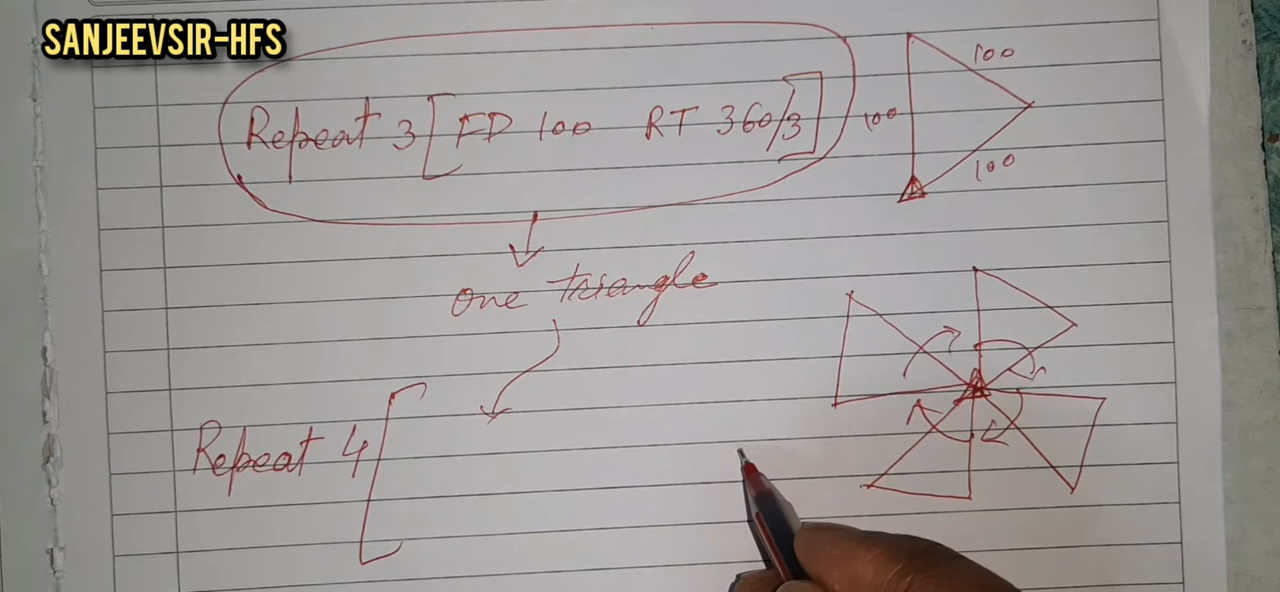 SANJEEVSIR-HFS
Repeat 3[FD 100 RT 360/3]
100
100
100
one triangle
Repeat 4[